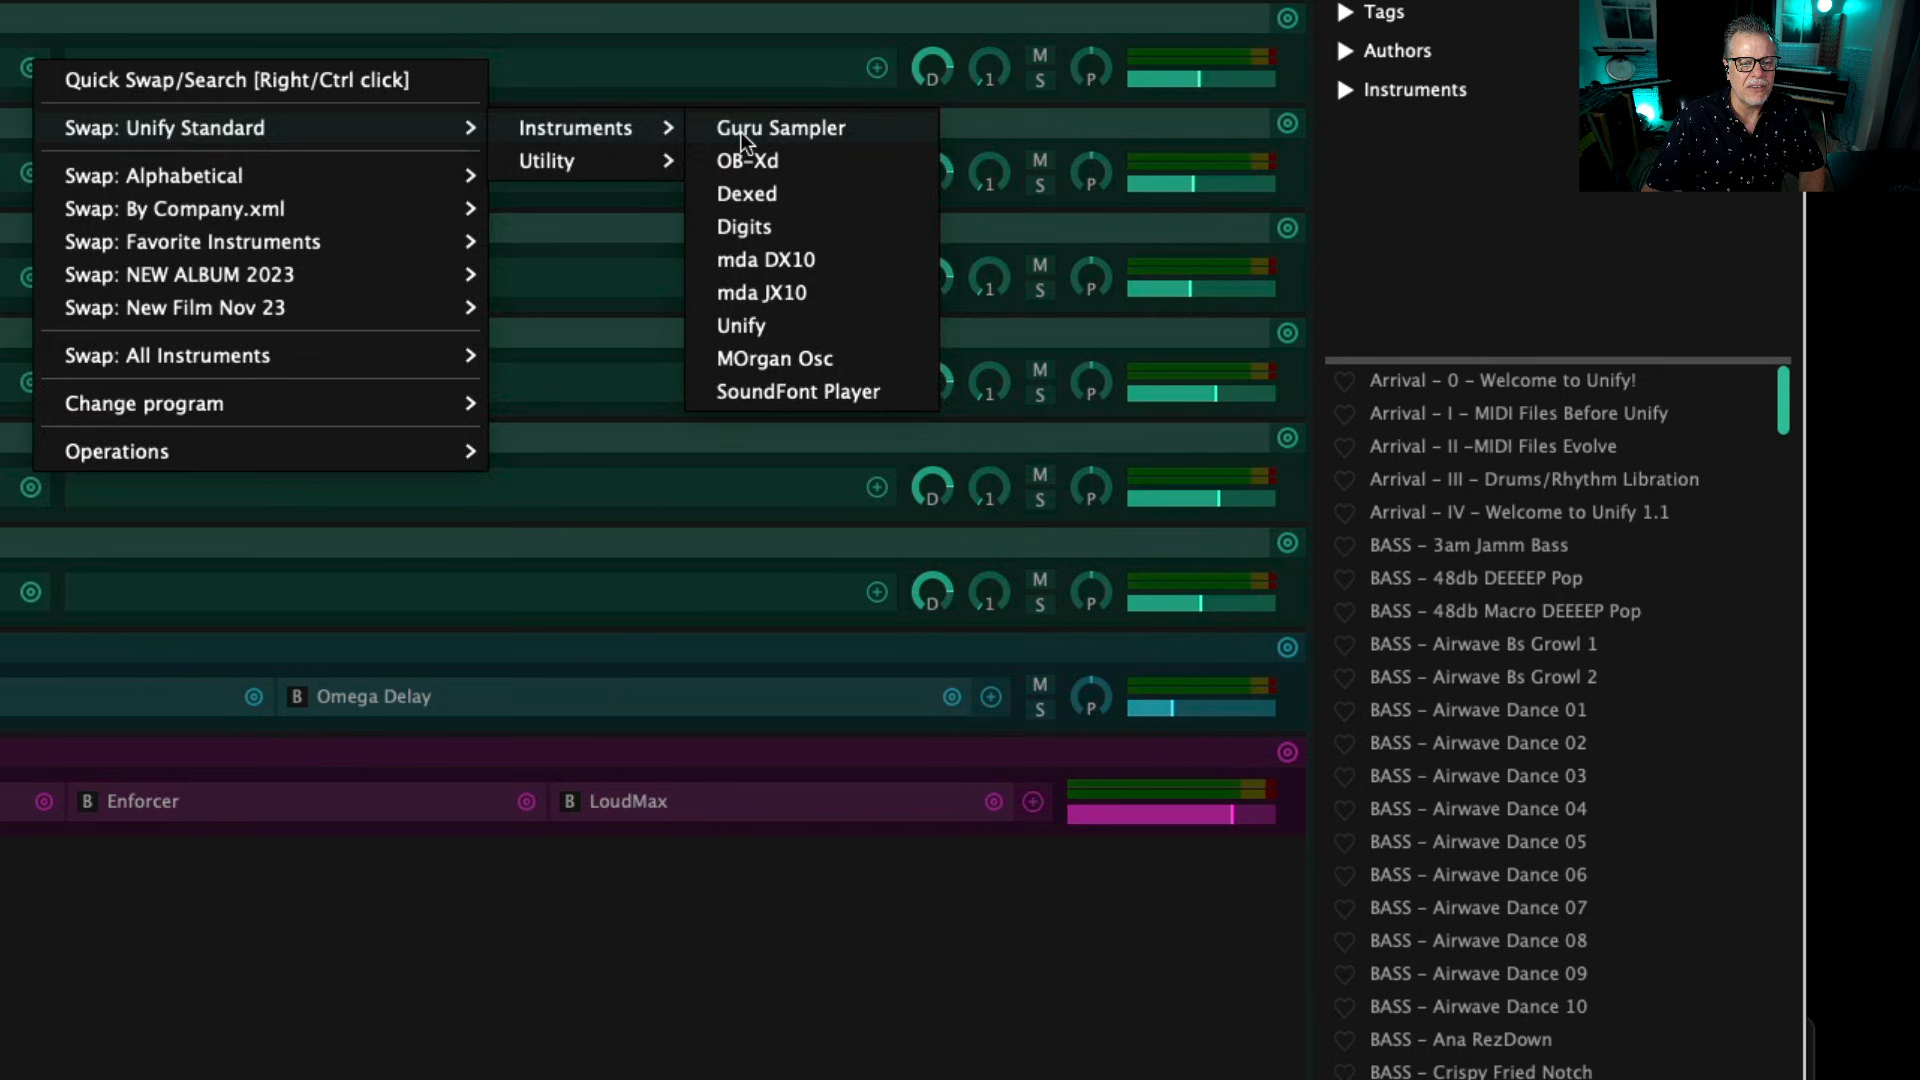 Quick Swap/Search [Right/Ctrl click]
Swap: Unify Standard
Swap: Alphabetical
Swap: By Company.xml
Swap: Favorite Instruments
Swap: NEW ALBUM 2023
Swap: New Film Nov 23
Swap: All Instruments
Change program
Operations
Instruments
Utility
Guru Sampler
OB-Xd
Dexed
Digits
mda DX10
mda JX10
Unify
MOrgan Osc
SoundFont Player
D 1 M S P
1 M S P
1 M S P
1 M S P
D 1 M S P
D 1 M S P
B Omega Delay M S P
B Enforcer B LoudMax
Tags
Authors
Instruments
Arrival - 0 - Welcome to Unify!
Arrival - I - MIDI Files Before Unify
Arrival - II -MIDI Files Evolve
Arrival - III - Drums/Rhythm Libration
Arrival - IV - Welcome to Unify 1.1
BASS - 3am Jamm Bass
BASS - 48db DEEEEP Pop
BASS - 48db Macro DEEEEP Pop
BASS - Airwave Bs Growl 1
BASS - Airwave Bs Growl 2
BASS - Airwave Dance 01
BASS - Airwave Dance 02
BASS - Airwave Dance 03
BASS - Airwave Dance 04
BASS - Airwave Dance 05
BASS - Airwave Dance 06
BASS - Airwave Dance 07
BASS - Airwave Dance 08
BASS - Airwave Dance 09
BASS - Airwave Dance 10
BASS - Ana RezDown
BASS - Crispy Fried Notch